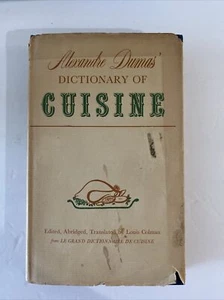 Alexandre Dumas'
DICTIONARY OF
CUISINE
Edited, Abridged, Translated by Louis Colman
from LE GRAND DICTIONNAIRE DE CUISINE